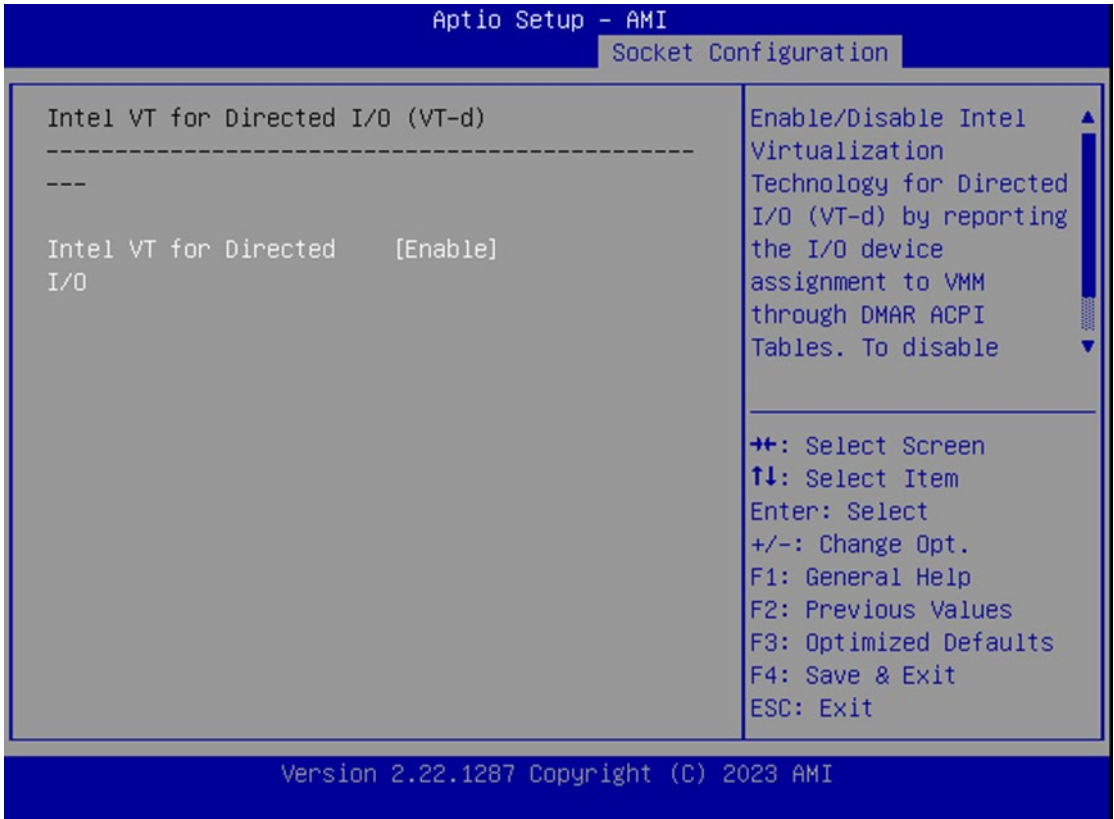 Aptio Setup – AMI
Socket Configuration
Intel VT for Directed I/O (VT-d)
-----------------------------------------------
---
Intel VT for Directed [Enable]
I/O
Enable/Disable Intel
Virtualization
Technology for Directed
I/O (VT-d) by reporting
the I/O device
assignment to VMM
through DMAR ACPI
Tables. To disable
→←: Select Screen
↑↓: Select Item
Enter: Select
+/-: Change Opt.
F1: General Help
F2: Previous Values
F3: Optimized Defaults
F4: Save & Exit
ESC: Exit
Version 2.22.1287 Copyright (C) 2023 AMI